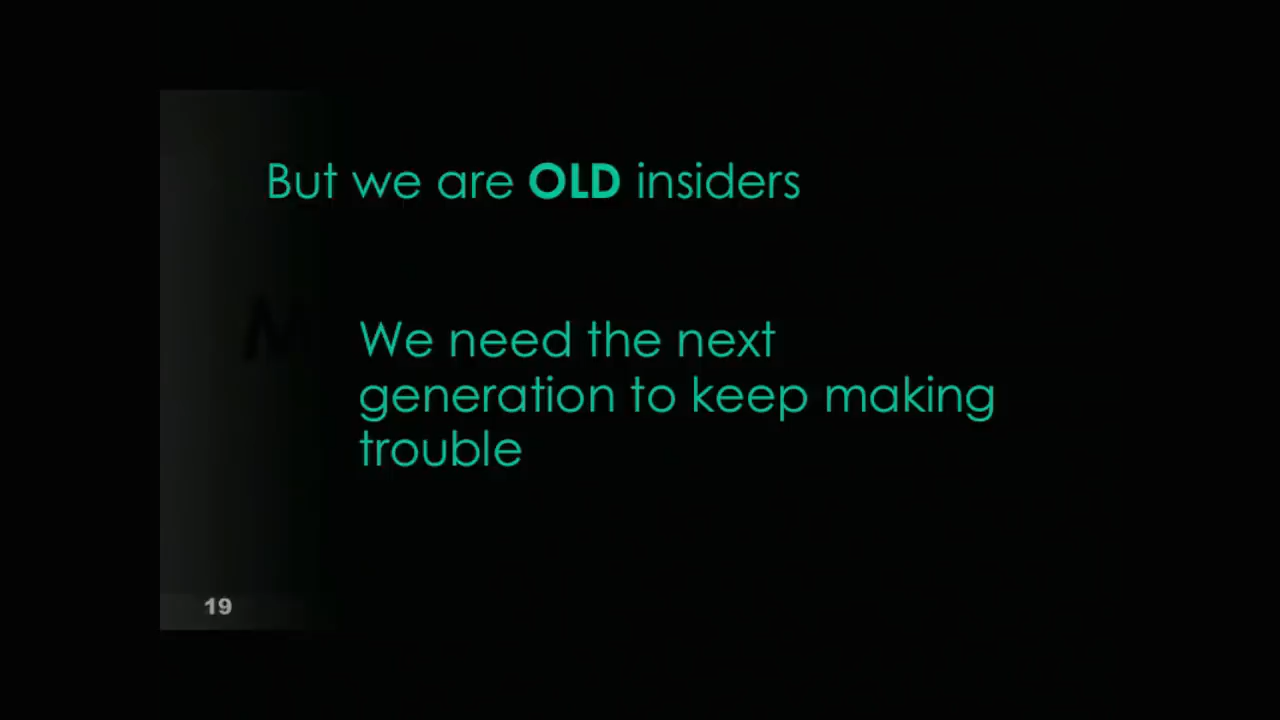 But we are OLD insiders
We need the next
generation to keep making
trouble
19